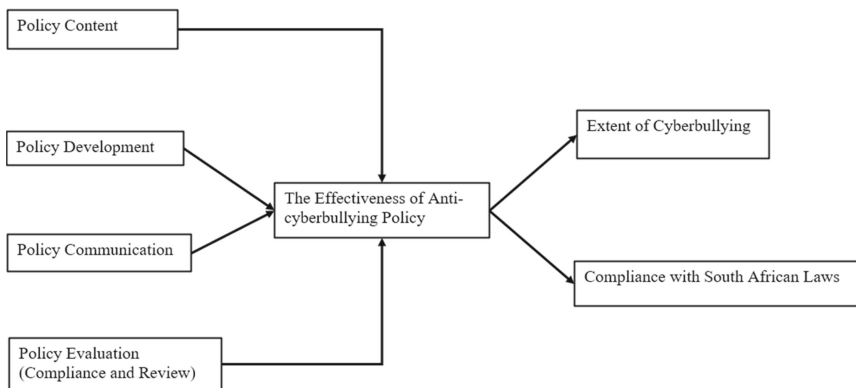 Policy Content
Policy Development
Policy Communication
Policy Evaluation
(Compliance and Review)
The Effectiveness of Anti-
cyberbullying Policy
Extent of Cyberbullying
Compliance with South African Laws